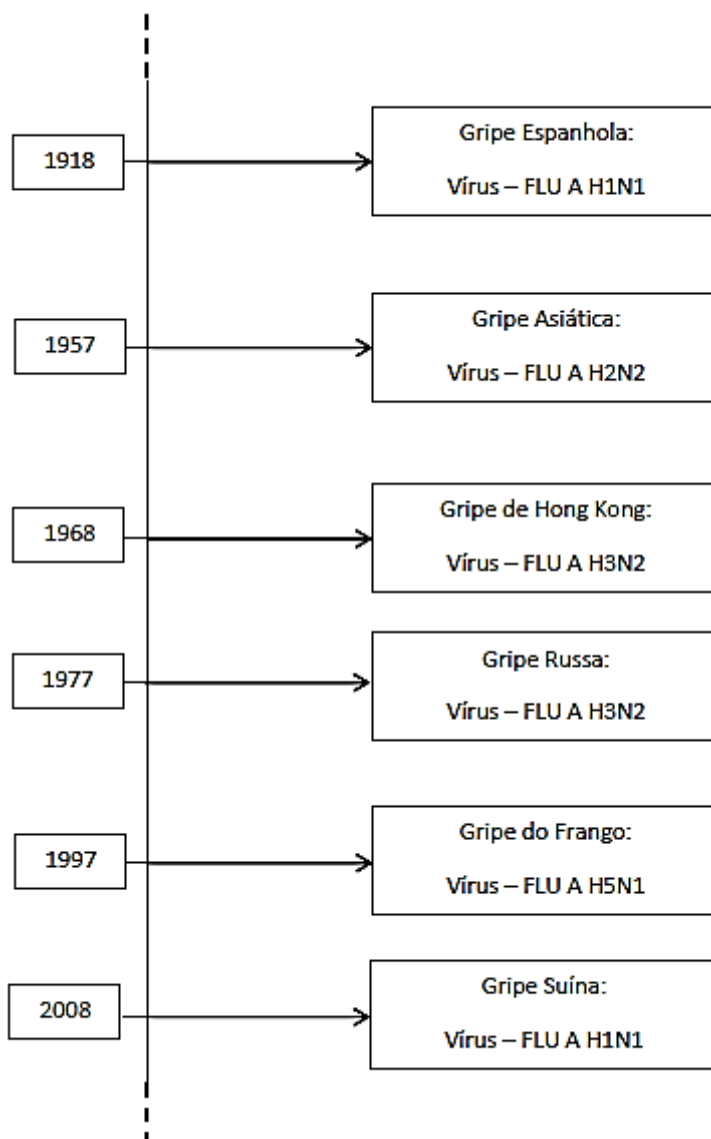 1918
Gripe Espanhola:
Vírus – FLU A H1N1
1957
Gripe Asiática:
Vírus – FLU A H2N2
1968
Gripe de Hong Kong:
Vírus – FLU A H3N2
1977
Gripe Russa:
Vírus – FLU A H3N2
1997
Gripe do Frango:
Vírus – FLU A H5N1
2008
Gripe Suína:
Vírus – FLU A H1N1